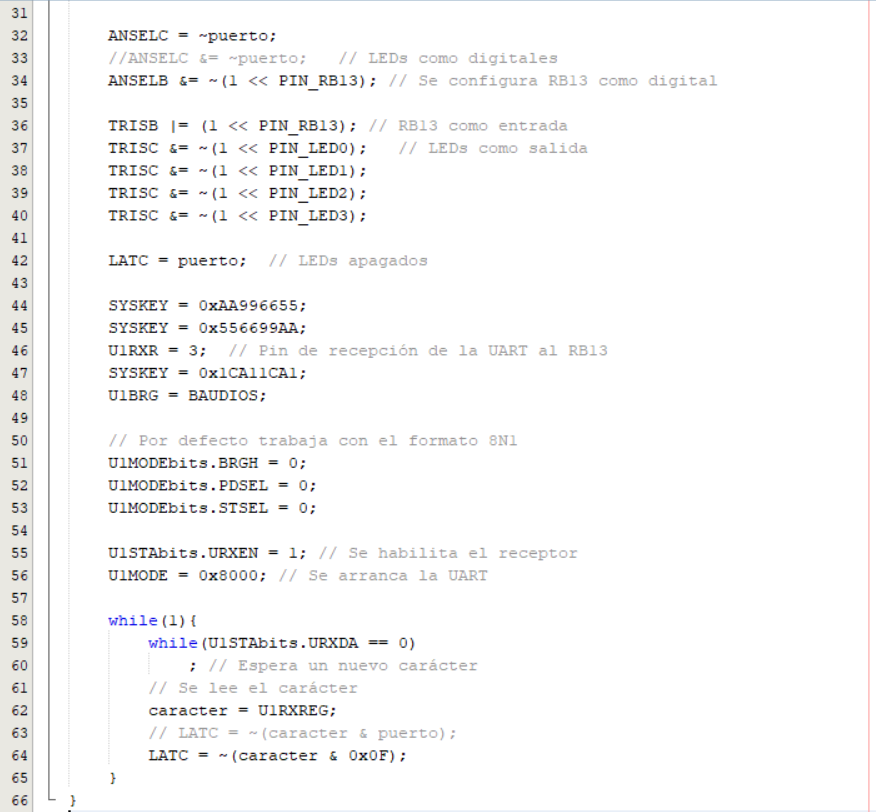 31
32 ANSELC = ~puerto;
33 //ANSELC &= ~puerto;   // LEDs como digitales
34 ANSELB &= ~(1 << PIN_RB13); // Se configura RB13 como digital
35
36 TRISB |= (1 << PIN_RB13); // RB13 como entrada
37 TRISC &= ~(1 << PIN_LED0);   // LEDs como salida
38 TRISC &= ~(1 << PIN_LED1);
39 TRISC &= ~(1 << PIN_LED2);
40 TRISC &= ~(1 << PIN_LED3);
41
42 LATC = puerto;  // LEDs apagados
43
44 SYSKEY = 0xAA996655;
45 SYSKEY = 0x556699AA;
46 U1RXR = 3;  // Pin de recepción de la UART al RB13
47 SYSKEY = 0x1CA11CA1;
48 U1BRG = BAUDIOS;
49
50 // Por defecto trabaja con el formato 8N1
51 U1MODEbits.BRGH = 0;
52 U1MODEbits.PDSEL = 0;
53 U1MODEbits.STSEL = 0;
54
55 U1STAbits.URXEN = 1; // Se habilita el receptor
56 U1MODE = 0x8000; // Se arranca la UART
57
58 while(1){
59 while(U1STAbits.URXDA == 0)
60 ; // Espera un nuevo carácter
61 // Se lee el carácter
62 caracter = U1RXREG;
63 // LATC = ~(caracter & puerto);
64 LATC = ~(caracter & 0x0F);
65 }
66 }